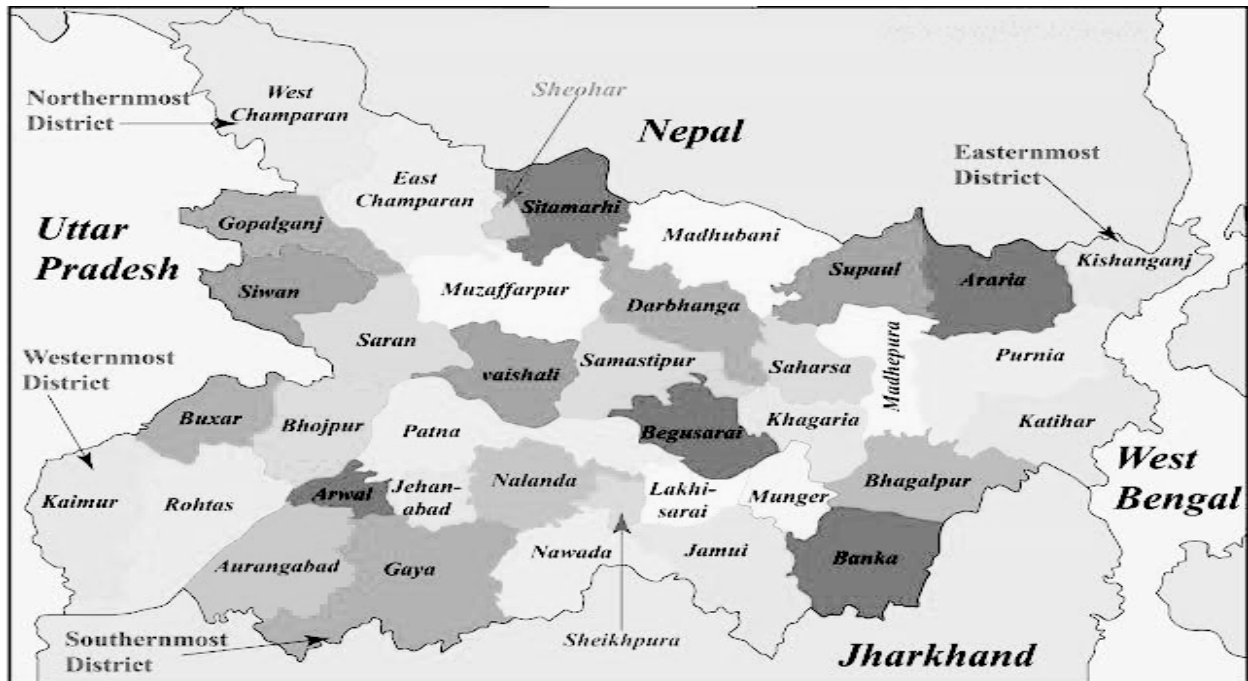 West
Champaran
Northernmost
District
Sheohar
Nepal
Easternmost
District
East
Champaran
Sitamarhi
Gopalganj
Madhubani
Uttar
Pradesh
Supaul
Araria
Kishanganj
Siwan
Muzaffarpur
Darbhanga
Saran
Madhepura
Purnia
Westernmost
District
vaishali
Samastipur
Saharsa
Buxar
Bhojpur
Patna
Begusarai
Khagaria
Katihar
West
Bengal
Kaimur
Rohtas
Arwal
Jehan-
abad
Nalanda
Lakhi-
sarai
Munger
Bhagalpur
Aurangabad
Gaya
Nawada
Jamui
Banka
Southernmost
District
Sheikhpura
Jharkhand